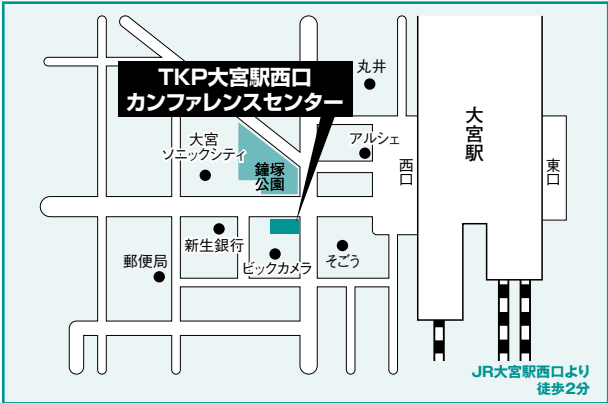 丸井
TKP大宮駅西口
カンファレンスセンター
大宮
ソニックシティ
アルシェ
鐘塚
公園
西口
大宮駅
東口
新生銀行
郵便局
ビックカメラ
そごう
JR大宮駅西口より
徒歩2分